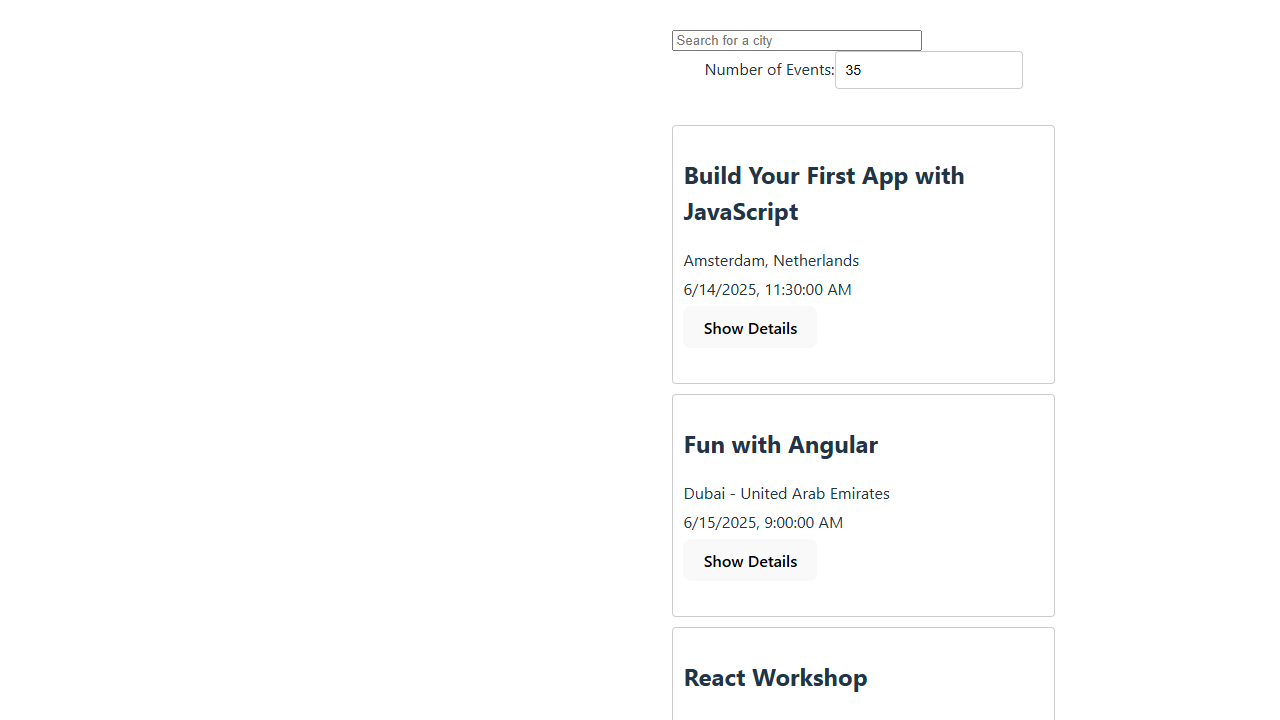 Search for a city
Number of Events: 35
Build Your First App with
JavaScript
Amsterdam, Netherlands
6/14/2025, 11:30:00 AM
Show Details
Fun with Angular
Dubai - United Arab Emirates
6/15/2025, 9:00:00 AM
Show Details
React Workshop